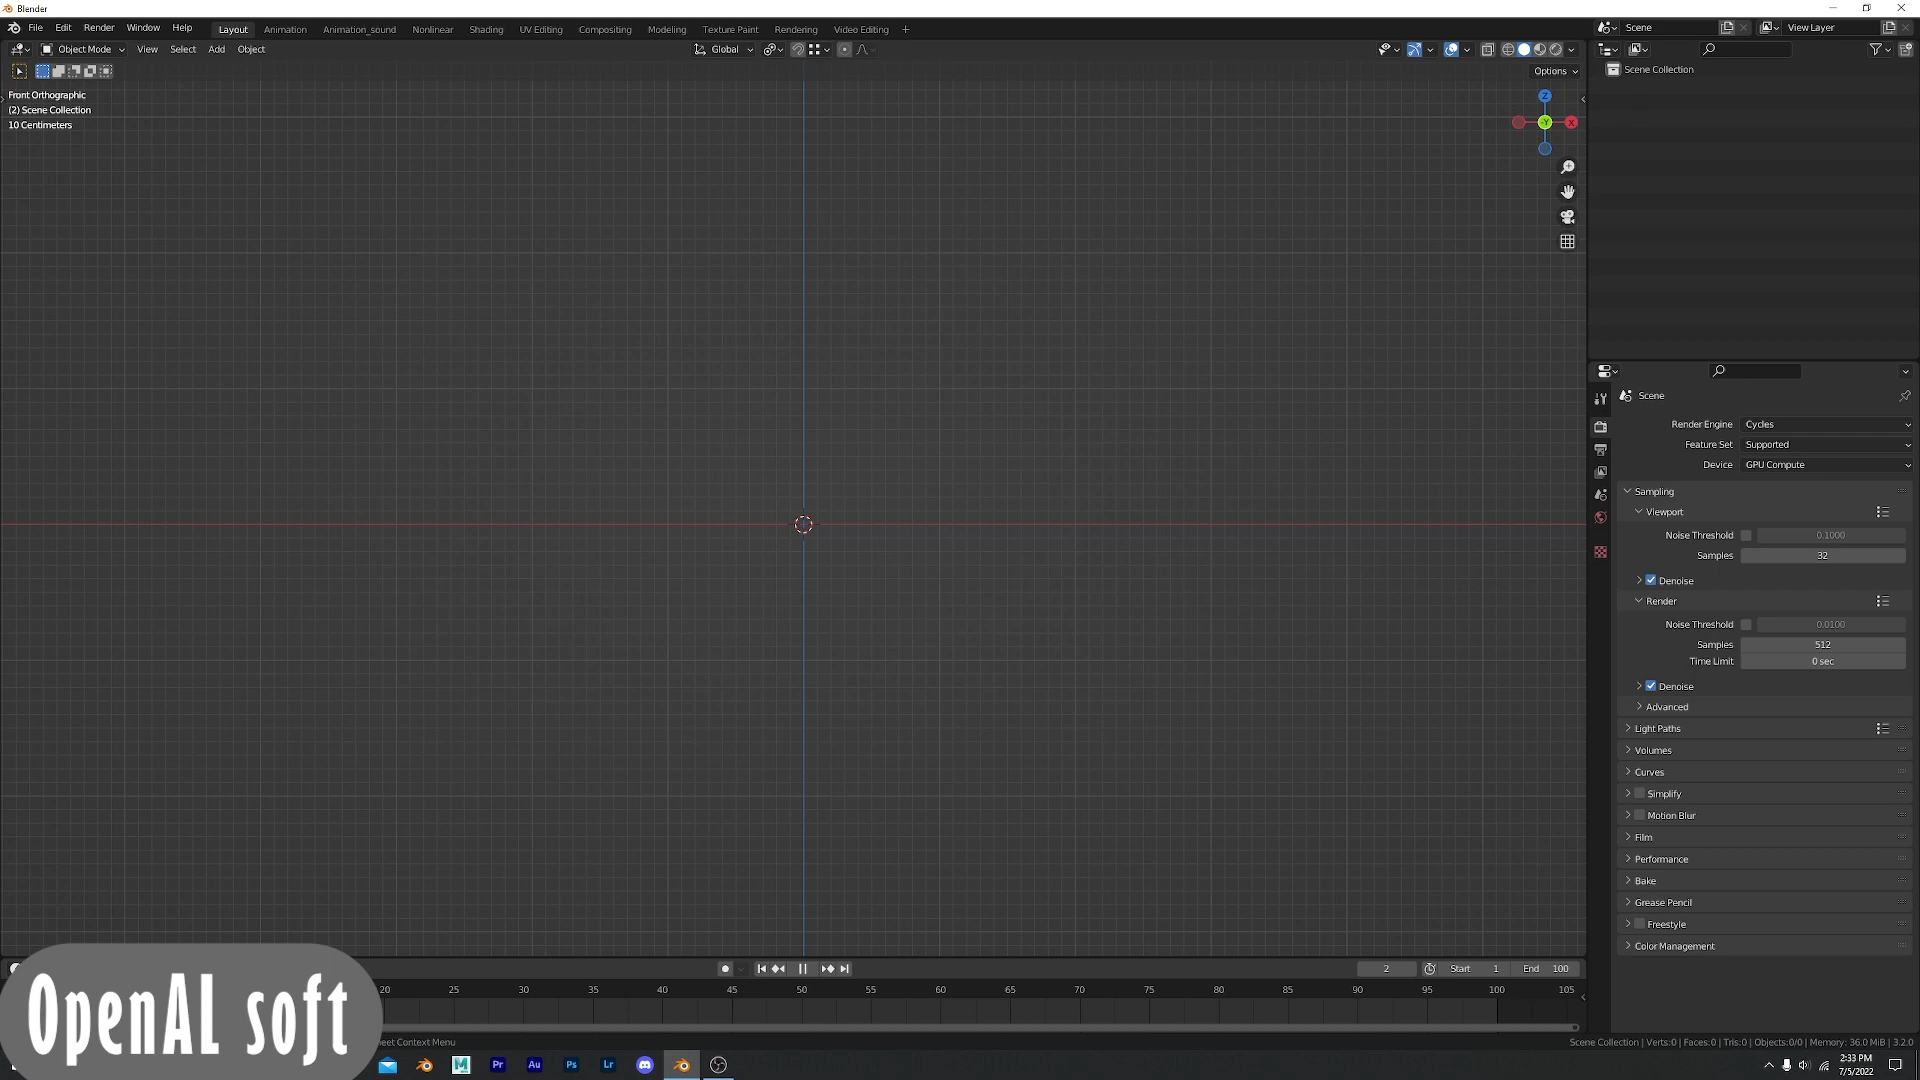 Blender
File Edit Render Window Help Layout Animation Animation_sound Nonlinear Shading UV Editing Compositing Modeling Texture Paint Rendering Video Editing + Scene View Layer
Object Mode View Select Add Object Global
Options
Scene Collection
Front Orthographic
(2) Scene Collection
10 Centimeters
Z
-Y X
Scene
Render Engine Cycles
Feature Set Supported
Device GPU Compute
Sampling
Viewport
Noise Threshold 0.1000
Samples 32
Denoise
Render
Noise Threshold 0.0100
Samples 512
Time Limit 0 sec
Denoise
Advanced
Light Paths
Volumes
Curves
Simplify
Motion Blur
Film
Performance
Bake
Grease Pencil
Freestyle
Color Management
2 Start 1 End 100
20 25 30 35 40 45 50 55 60 65 70 75 80 85 90 95 100 105
OpenAL soft
eet Context Menu
Scene Collection | Verts:0 | Faces:0 | Tris:0 | Objects:0/0 | Memory: 36.0 MiB | 3.2.0
M Pr Au Ps Lr
2:33 PM
7/5/2022